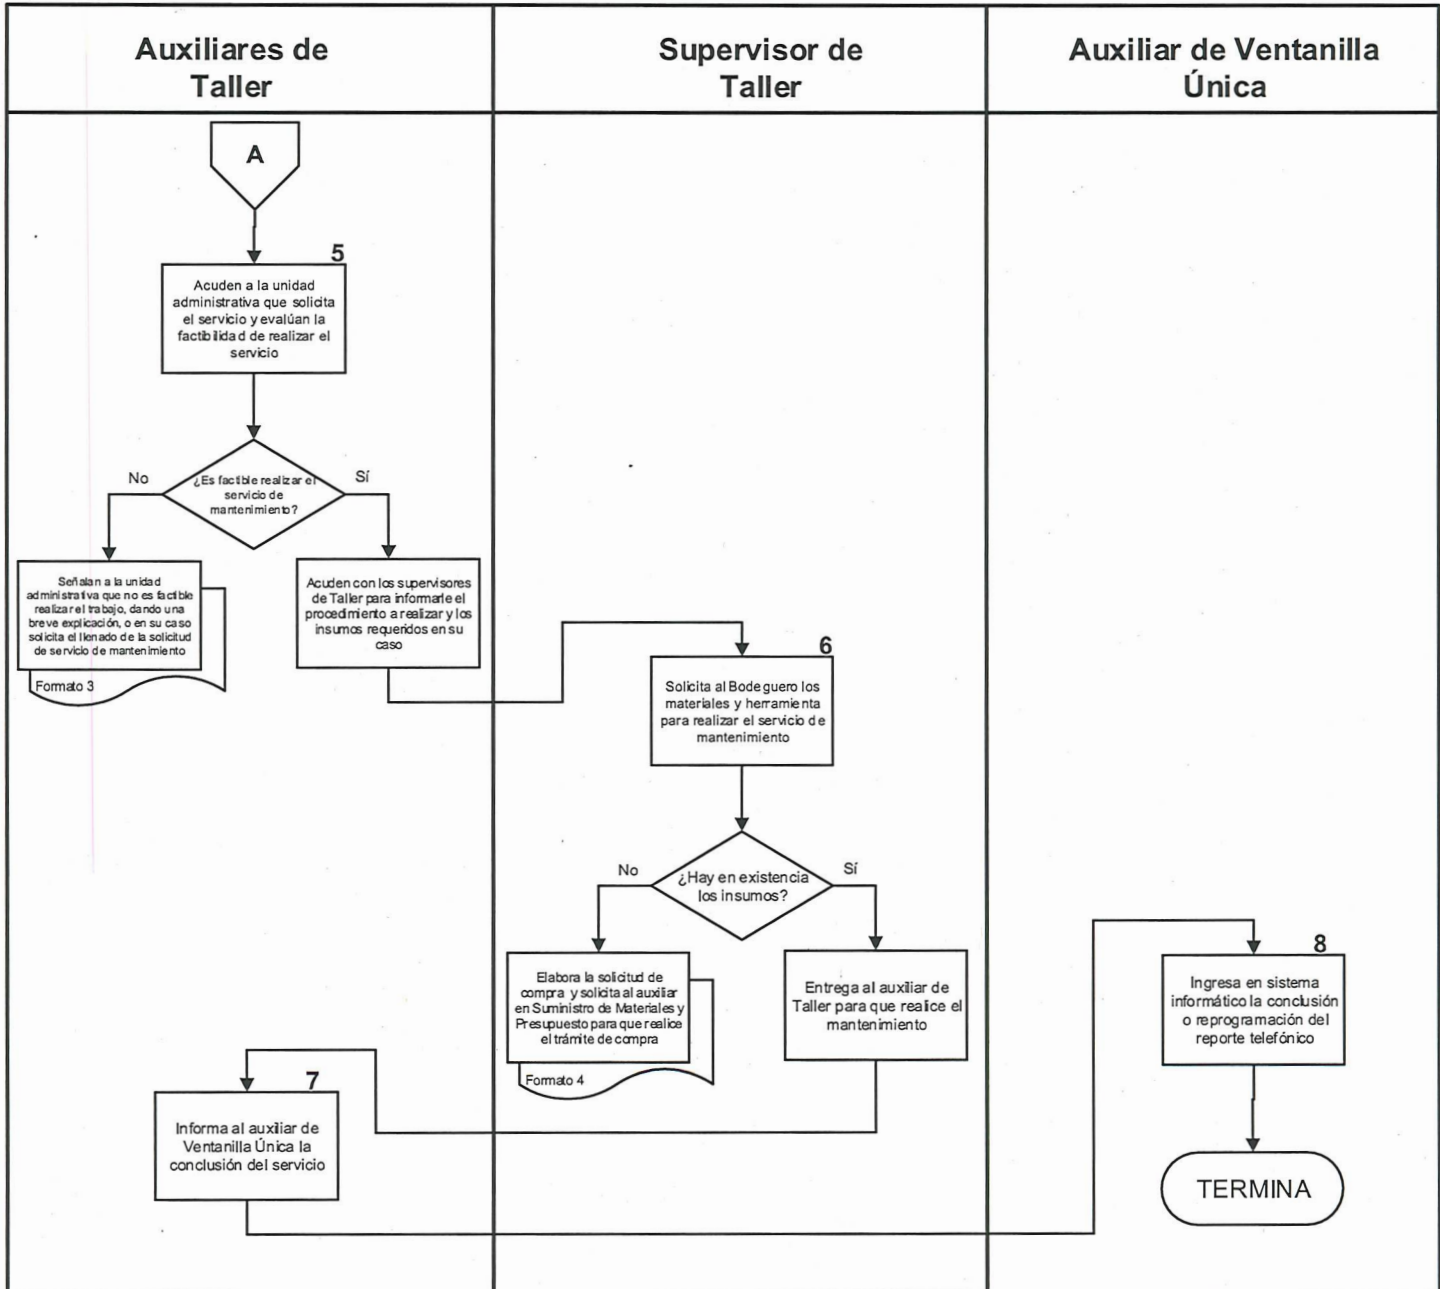 Auxiliares de
Taller
Supervisor de
Taller
Auxiliar de Ventanilla
Única
A
5
Acuden a la unidad
administrativa que solicita
el servicio y evalúan la
factibilidad de realizar el
servicio
¿Es factible realizar el
servicio de
mantenimiento?
No
Sí
Señalan a la unidad
administrativa que no es factible
realizar el trabajo, dando una
breve explicación, o en su caso
solicita el llenado de la solicitud
de servicio de mantenimiento
Formato 3
Acuden con los supervisores
de Taller para informarle el
procedimiento a realizar y los
insumos requeridos en su
caso
6
Solicita al Bodeguero los
materiales y herramienta
para realizar el servicio de
mantenimiento
¿Hay en existencia
los insumos?
No
Sí
Elabora la solicitud de
compra y solicita al auxiliar
en Suministro de Materiales y
Presupuesto para que realice
el trámite de compra
Formato 4
Entrega al auxiliar de
Taller para que realice el
mantenimiento
7
Informa al auxiliar de
Ventanilla Única la
conclusión del servicio
8
Ingresa en sistema
informático la conclusión
o reprogramación del
reporte telefónico
TERMINA